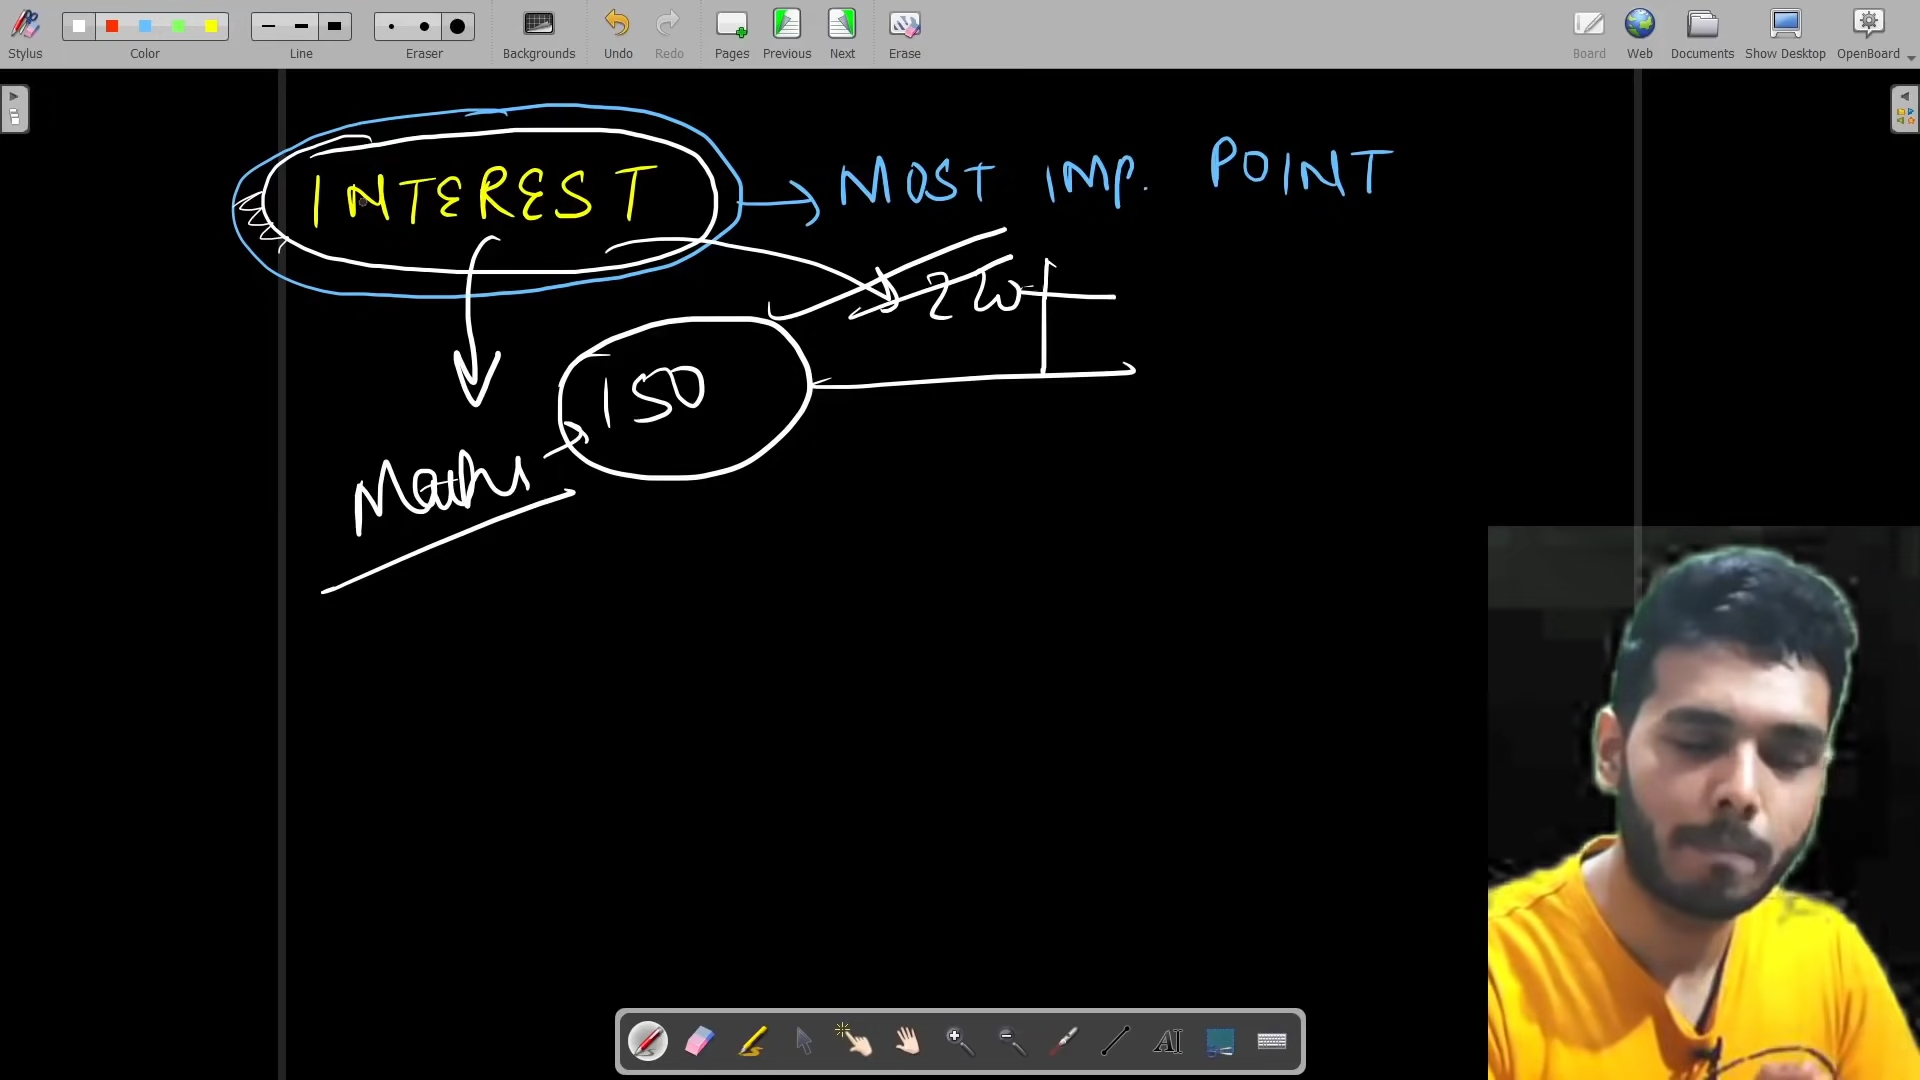 Stylus Color Line Eraser Backgrounds Undo Redo Pages Previous Next Erase Board Web Documents Show Desktop OpenBoard
INTEREST → MOST IMP. POINT
150
Maths